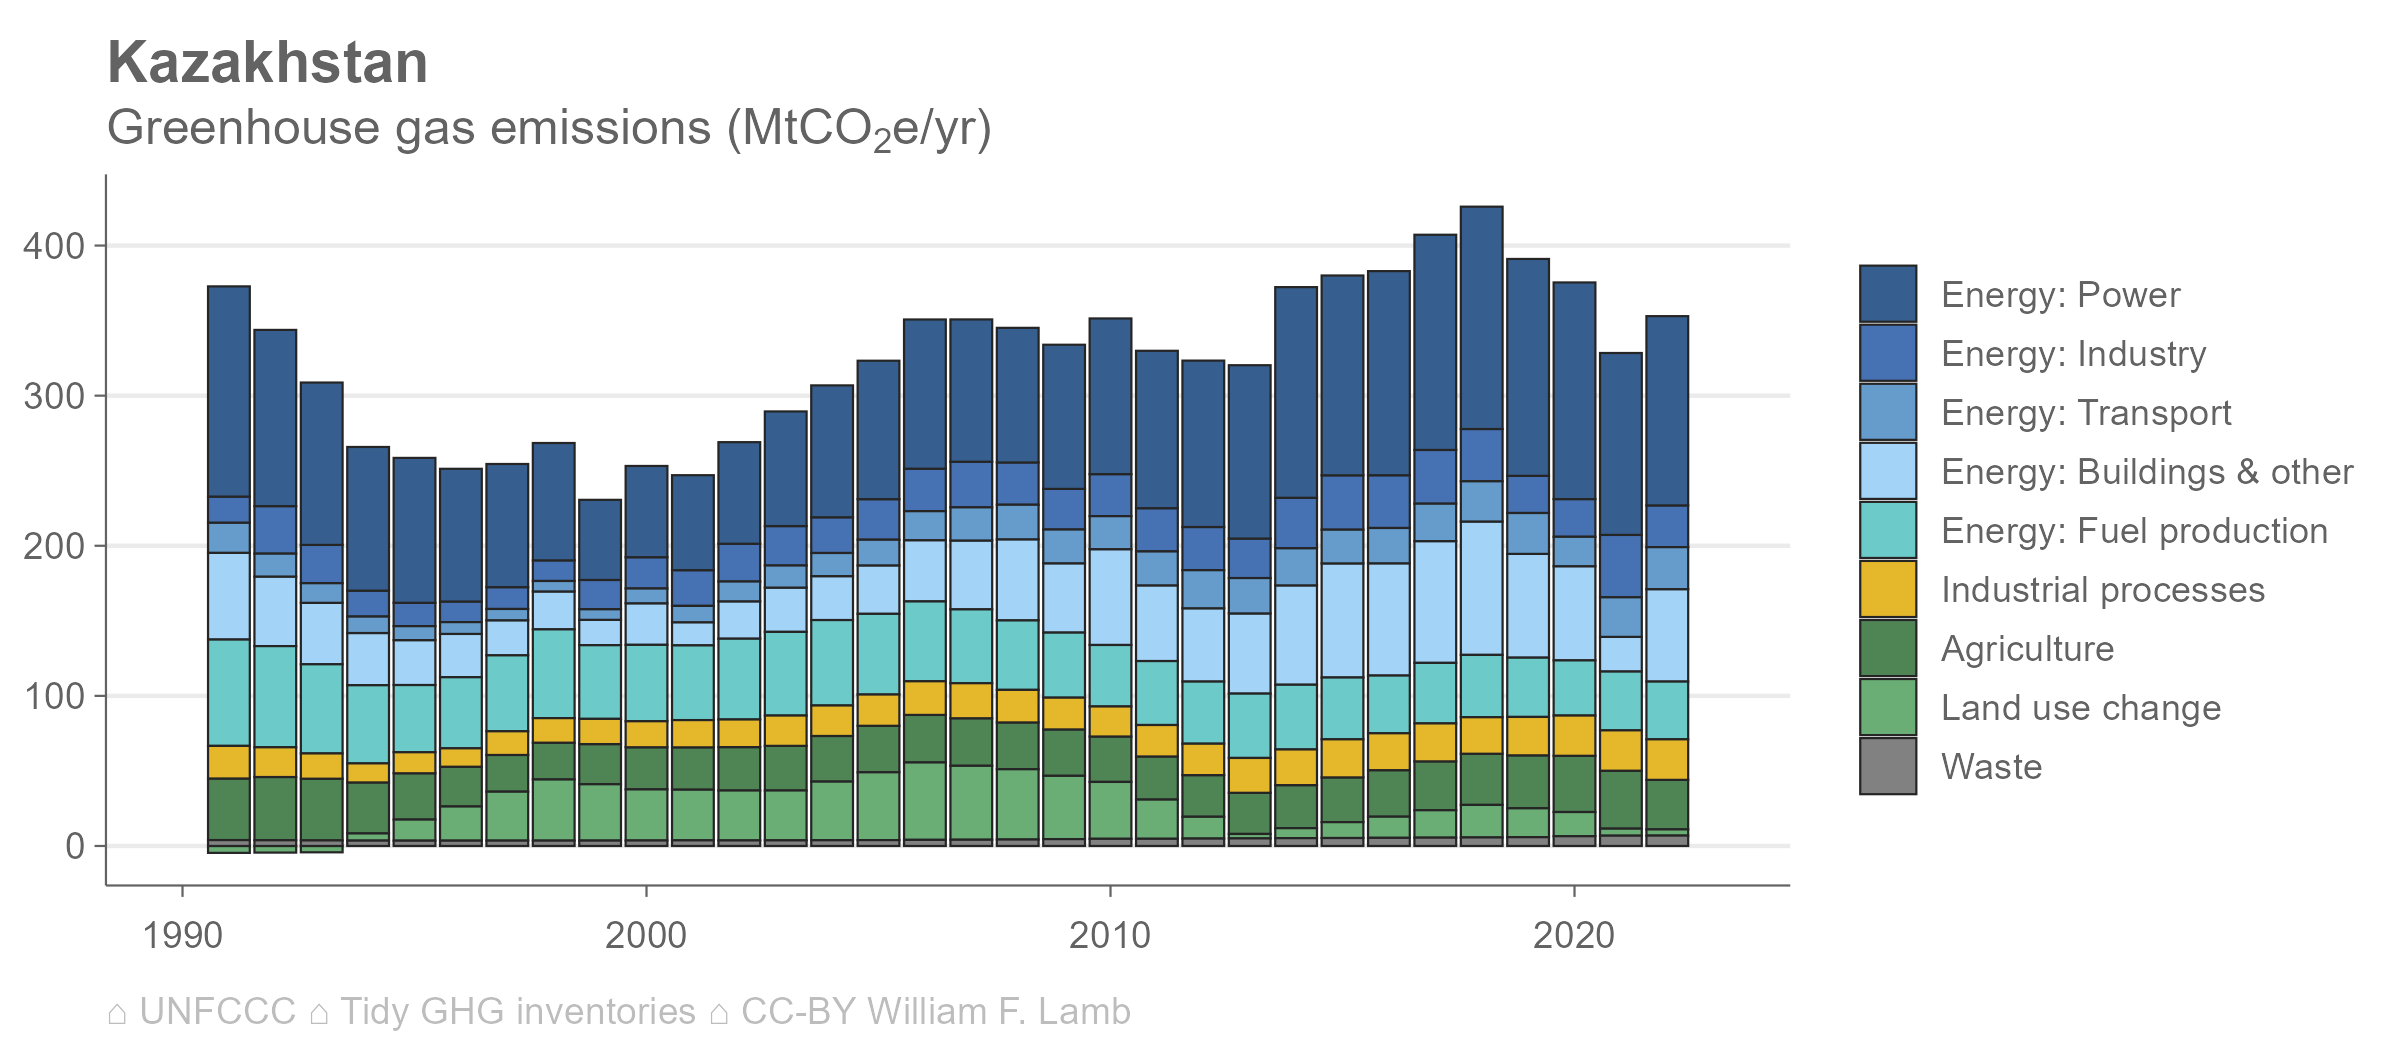 Kazakhstan
Greenhouse gas emissions (MtCO₂e/yr)
400
300
200
100
0
1990 2000 2010 2020
Energy: Power
Energy: Industry
Energy: Transport
Energy: Buildings & other
Energy: Fuel production
Industrial processes
Agriculture
Land use change
Waste
⌂ UNFCCC ⌂ Tidy GHG inventories ⌂ CC-BY William F. Lamb